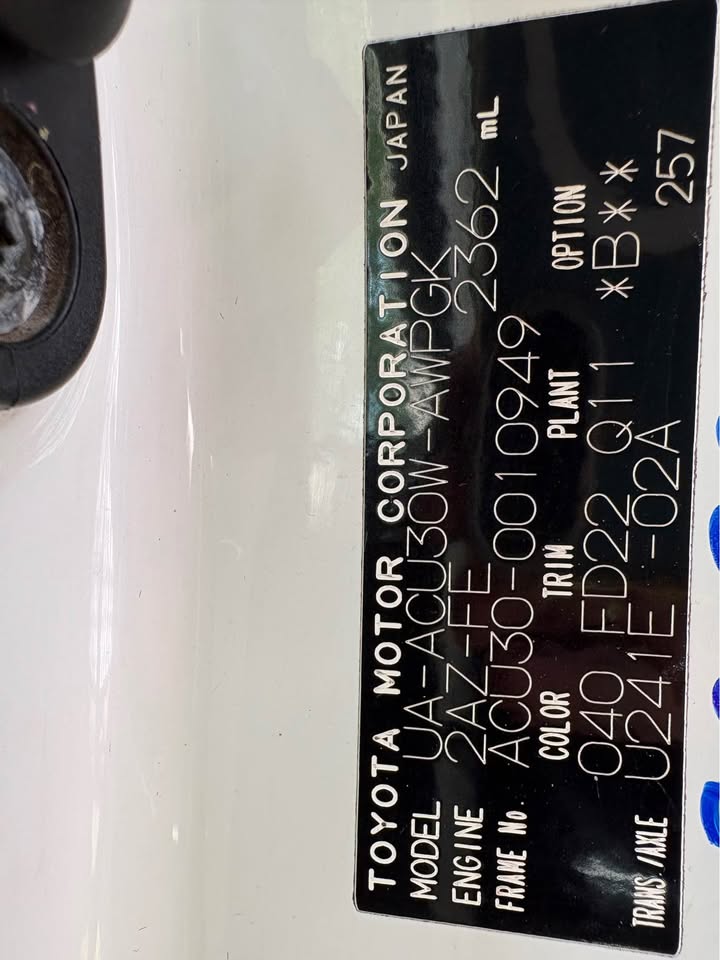 TOYOTA MOTOR CORPORATION JAPAN
MODEL UA-ACU30W-AWPGK
ENGINE 2AZ-FE 2362 mL
FRAME No. ACU30-0010949
COLOR TRIM PLANT OPTION
040 FD22 Q11 *B**
TRANS/AXLE U241E -02A 257